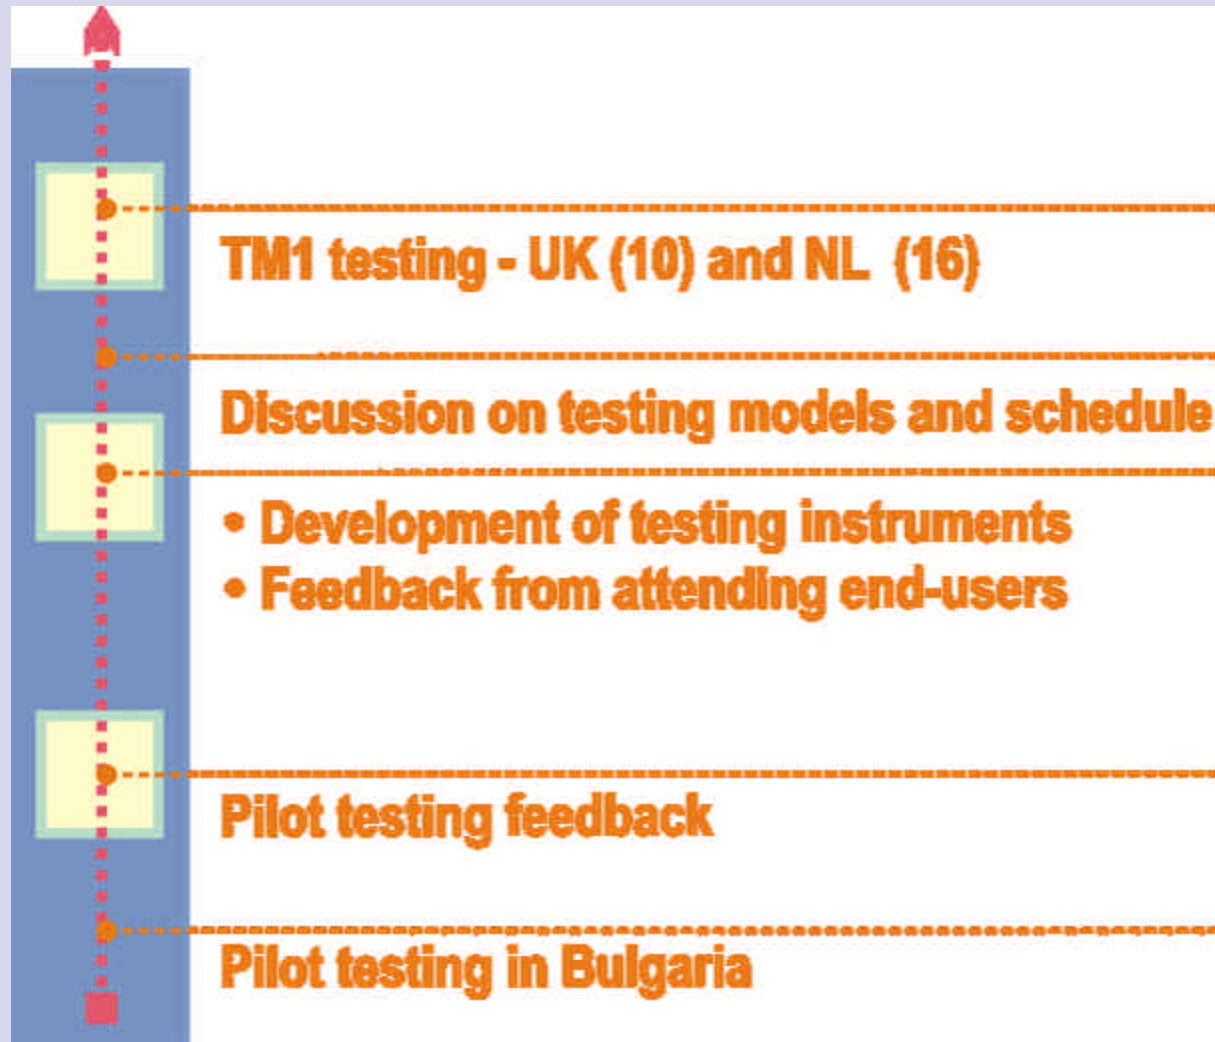 TM1 testing - UK (10) and NL (16)
Discussion on testing models and schedule
• Development of testing instruments
• Feedback from attending end-users
Pilot testing feedback
Pilot testing in Bulgaria